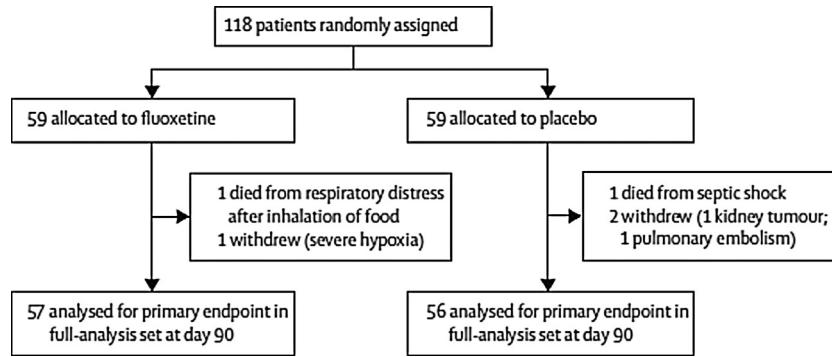 118 patients randomly assigned
59 allocated to fluoxetine
59 allocated to placebo
1 died from respiratory distress
after inhalation of food
1 withdrew (severe hypoxia)
1 died from septic shock
2 withdrew (1 kidney tumour;
1 pulmonary embolism)
57 analysed for primary endpoint in
full-analysis set at day 90
56 analysed for primary endpoint in
full-analysis set at day 90